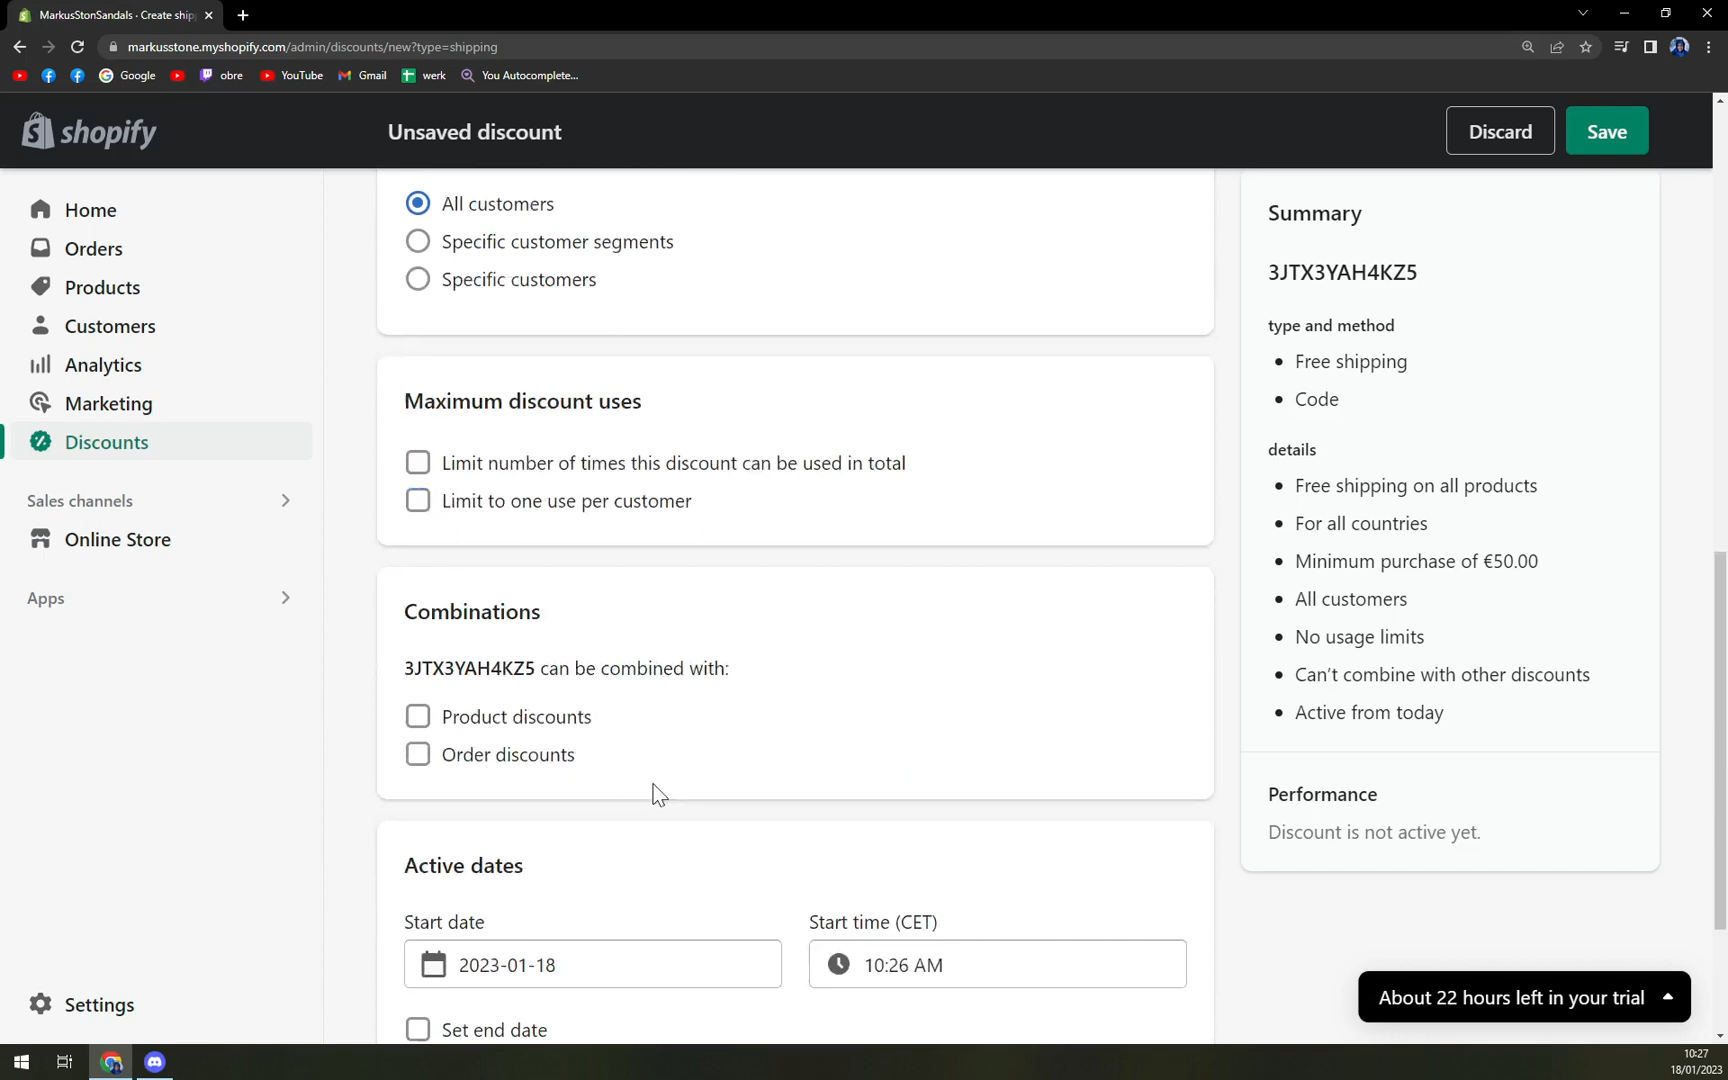 MarkusStonSandals · Create ship
markusstone.myshopify.com/admin/discounts/new?type=shipping
Google
obre
YouTube
Gmail
werk
You Autocomplete...
shopify
Unsaved discount
Discard
Save
Home
Orders
Products
Customers
Analytics
Marketing
Discounts
Sales channels
Online Store
Apps
Settings
All customers
Specific customer segments
Specific customers
Maximum discount uses
Limit number of times this discount can be used in total
Limit to one use per customer
Combinations
3JTX3YAH4KZ5 can be combined with:
Product discounts
Order discounts
Active dates
Start date
Start time (CET)
2023-01-18
10:26 AM
Set end date
Summary
3JTX3YAH4KZ5
type and method
Free shipping
Code
details
Free shipping on all products
For all countries
Minimum purchase of €50.00
All customers
No usage limits
Can't combine with other discounts
Active from today
Performance
Discount is not active yet.
About 22 hours left in your trial
10:27
18/01/2023